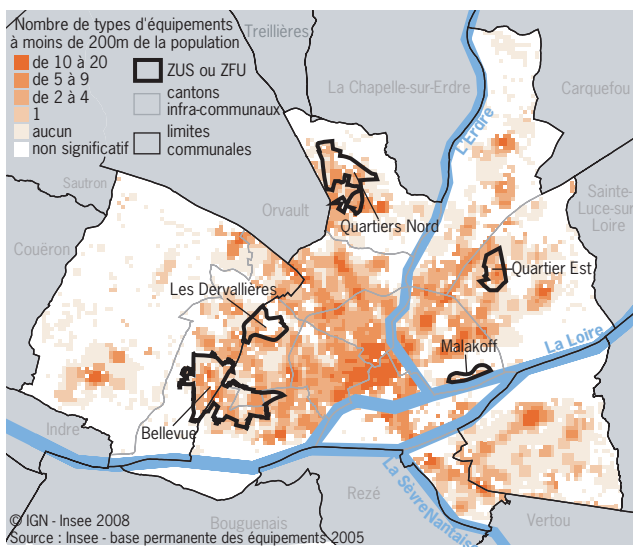 Nombre de types d'équipements
à moins de 200m de la population
de 10 à 20
de 5 à 9
de 2 à 4
1
aucun
non significatif
ZUS ou ZFU
cantons
infra-communaux
limites
communales
Treillières
La Chapelle-sur-Erdre
Carquefou
L'Erdre
Sautron
Orvault
Sainte-
Luce-sur
Loire
Couëron
Quartiers Nord
Quartier Est
Les Dervallières
Malakoff
La Loire
Bellevue
Indre
La Sèvre Nantaise
Rezé
Vertou
Bouguenais
© IGN - Insee 2008
Source : Insee - base permanente des équipements 2005